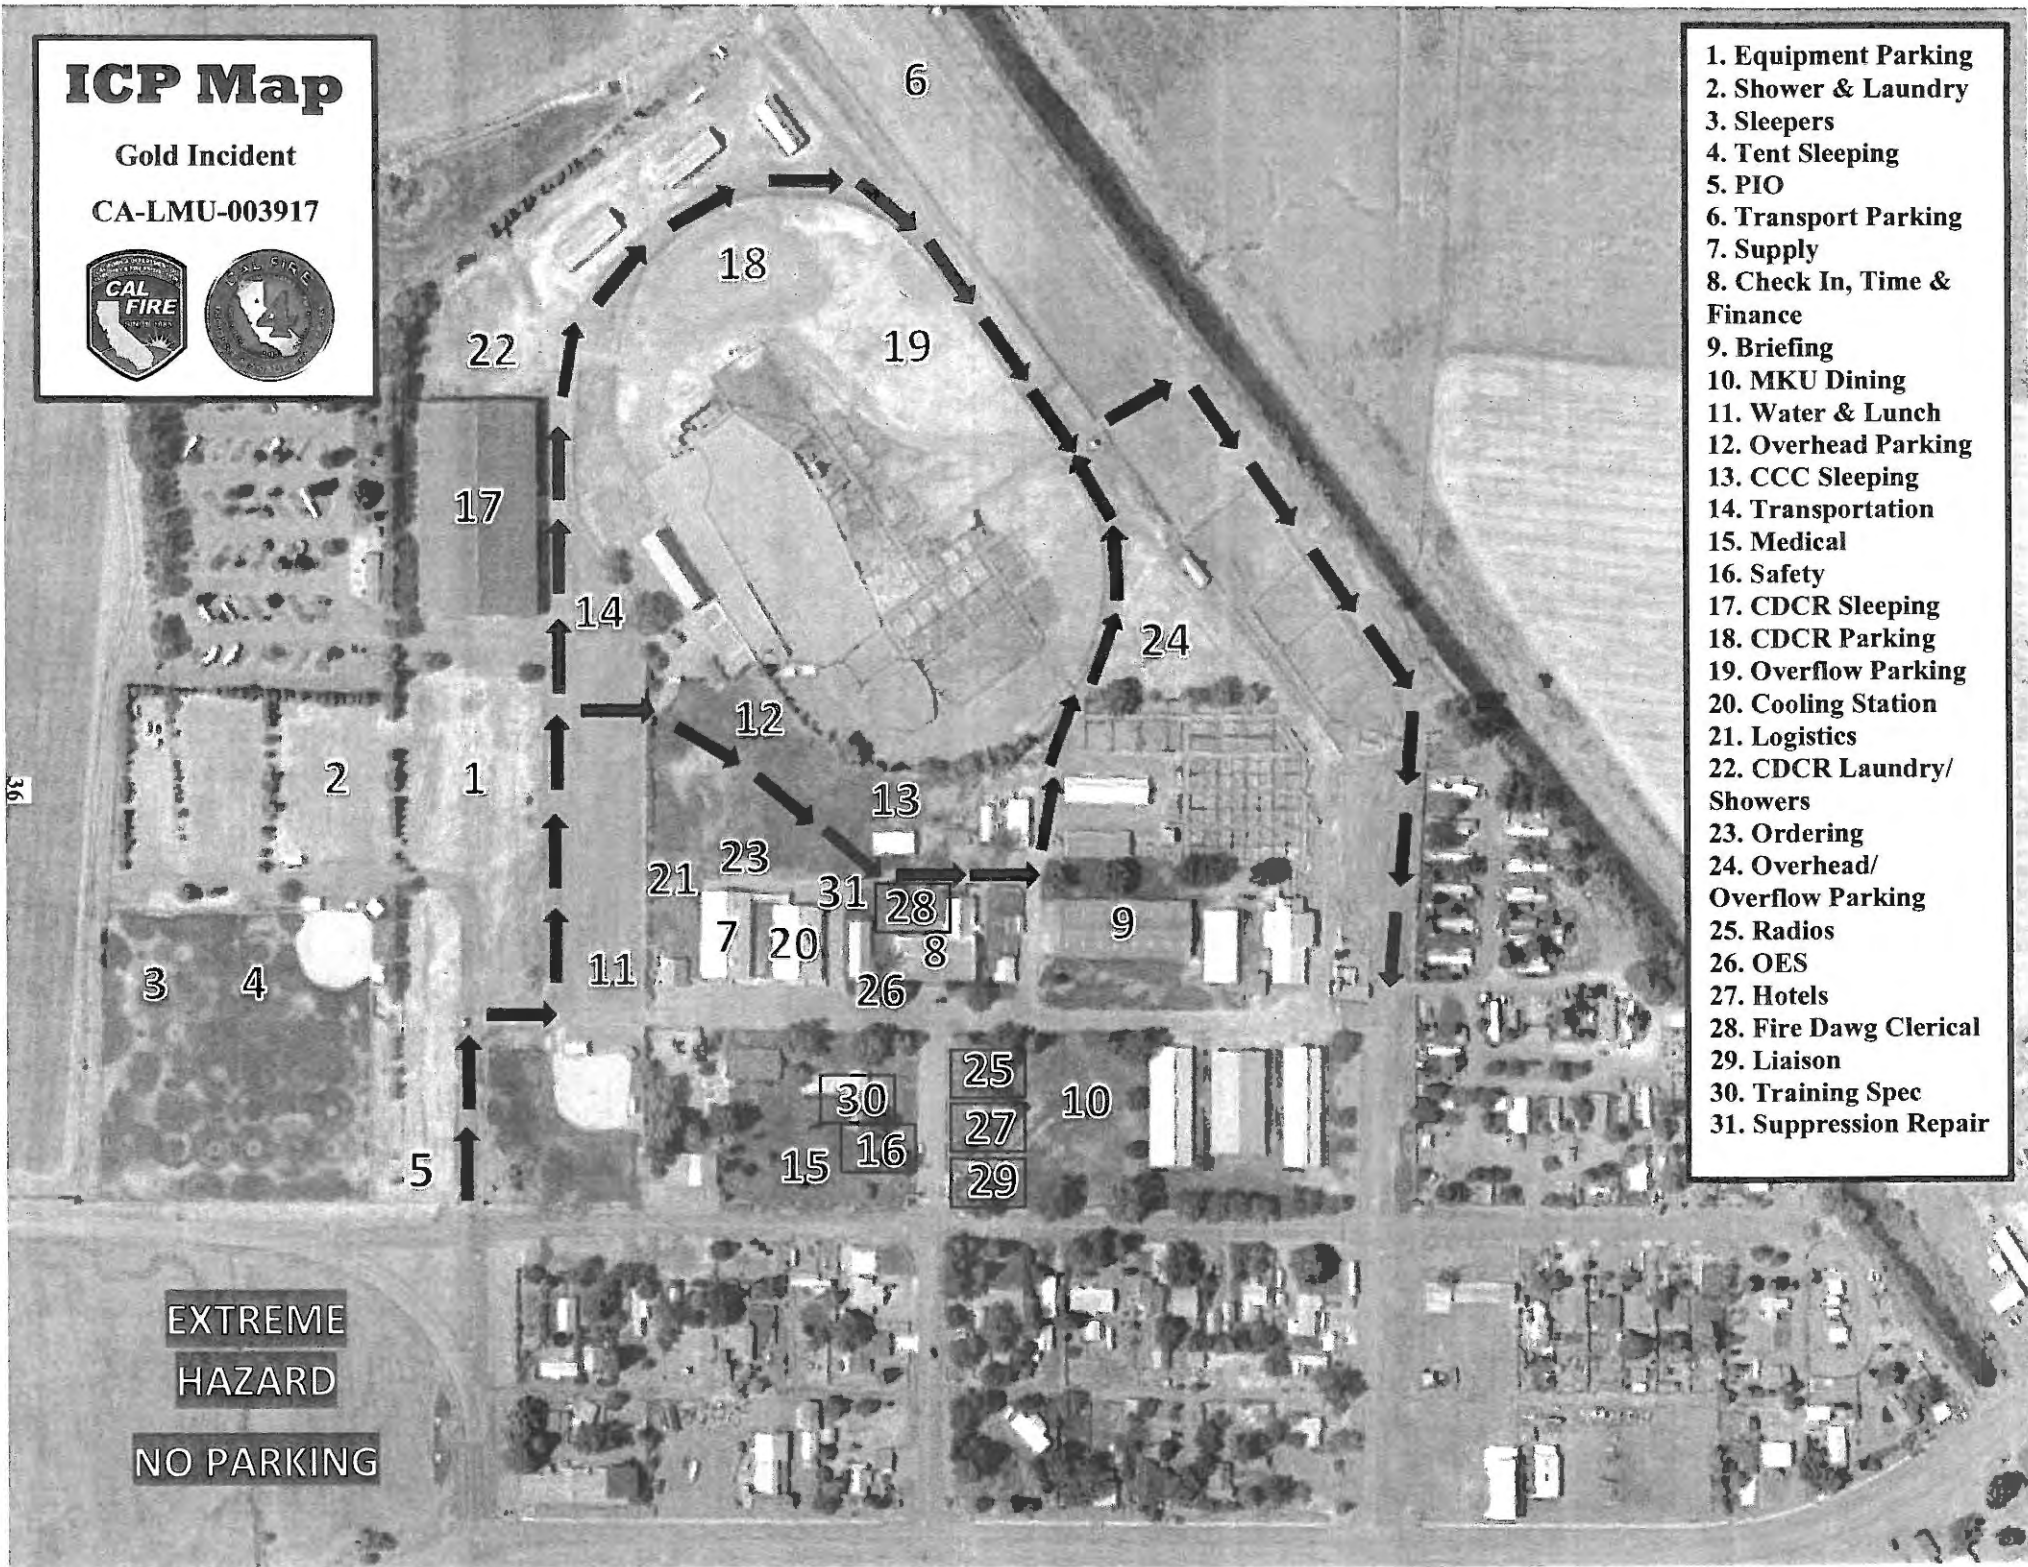 ICP Map
Gold Incident
CA-LMU-003917
CAL
FIRE
SINCE 1885
CAL FIRE
4
1. Equipment Parking
2. Shower & Laundry
3. Sleepers
4. Tent Sleeping
5. PIO
6. Transport Parking
7. Supply
8. Check In, Time &
Finance
9. Briefing
10. MKU Dining
11. Water & Lunch
12. Overhead Parking
13. CCC Sleeping
14. Transportation
15. Medical
16. Safety
17. CDCR Sleeping
18. CDCR Parking
19. Overflow Parking
20. Cooling Station
21. Logistics
22. CDCR Laundry/
Showers
23. Ordering
24. Overhead/
Overflow Parking
25. Radios
26. OES
27. Hotels
28. Fire Dawg Clerical
29. Liaison
30. Training Spec
31. Suppression Repair
6
18
19
22
17
14
24
12
2
1
13
23
21
31
28
7
20
8
9
3
4
11
26
25
30
10
27
16
15
5
29
36
EXTREME
HAZARD
NO PARKING